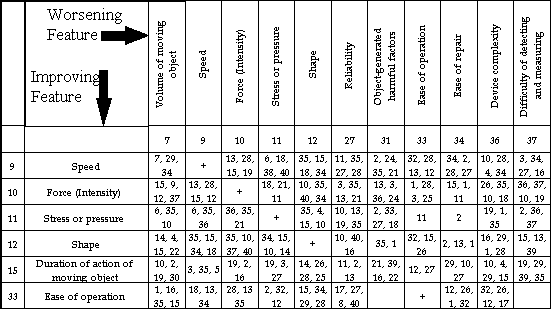 Worsening
Feature
Improving
Feature
Volume of moving
object
Speed
Force (Intensity)
Stress or pressure
Shape
Reliability
Object-generated
harmful factors
Ease of operation
Ease of repair
Device complexity
Difficulty of detecting
and measuring
7 9 10 11 12 27 31 33 34 36 37
9 Speed 7, 29, 34 + 13, 28, 15, 19 6, 18, 38, 40 35, 15, 18, 34 11, 35, 27, 28 2, 24, 35, 21 32, 28, 13, 12 34, 2, 28, 27 10, 28, 4, 34 3, 34, 27, 16
10 Force (Intensity) 15, 9, 12, 37 13, 28, 15, 12 18, 21, 11 10, 35, 40, 34 3, 35, 13, 21 13, 3, 36, 24 1, 28, 3, 25 15, 1, 11 26, 35, 10, 18 36, 37, 10, 19
11 Stress or pressure 6, 35, 10 6, 35, 36 36, 35, 21 35, 4, 15, 10 10, 13, 19, 35 2, 33, 27, 18 11 2 19, 1, 35 2, 36, 37
12 Shape 14, 4, 15, 22 35, 15, 34, 18 35, 10, 37, 40 34, 15, 10, 14 + 10, 40, 16 35, 1 32, 15, 26 2, 13, 1 16, 29, 1, 28 15, 13, 39
15 Duration of action of moving object 10, 2, 19, 30 3, 35, 5 19, 2, 16 19, 3, 27 14, 26, 28, 25 11, 2, 13 21, 39, 16, 22 12, 27 29, 10, 27 10, 4, 29, 15 19, 29, 39, 35
33 Ease of operation 1, 16, 35, 15 18, 13, 34 28, 13, 35 2, 32, 12 15, 34, 29, 28 17, 27, 8, 40 + 12, 26, 1, 32 32, 26, 12, 17